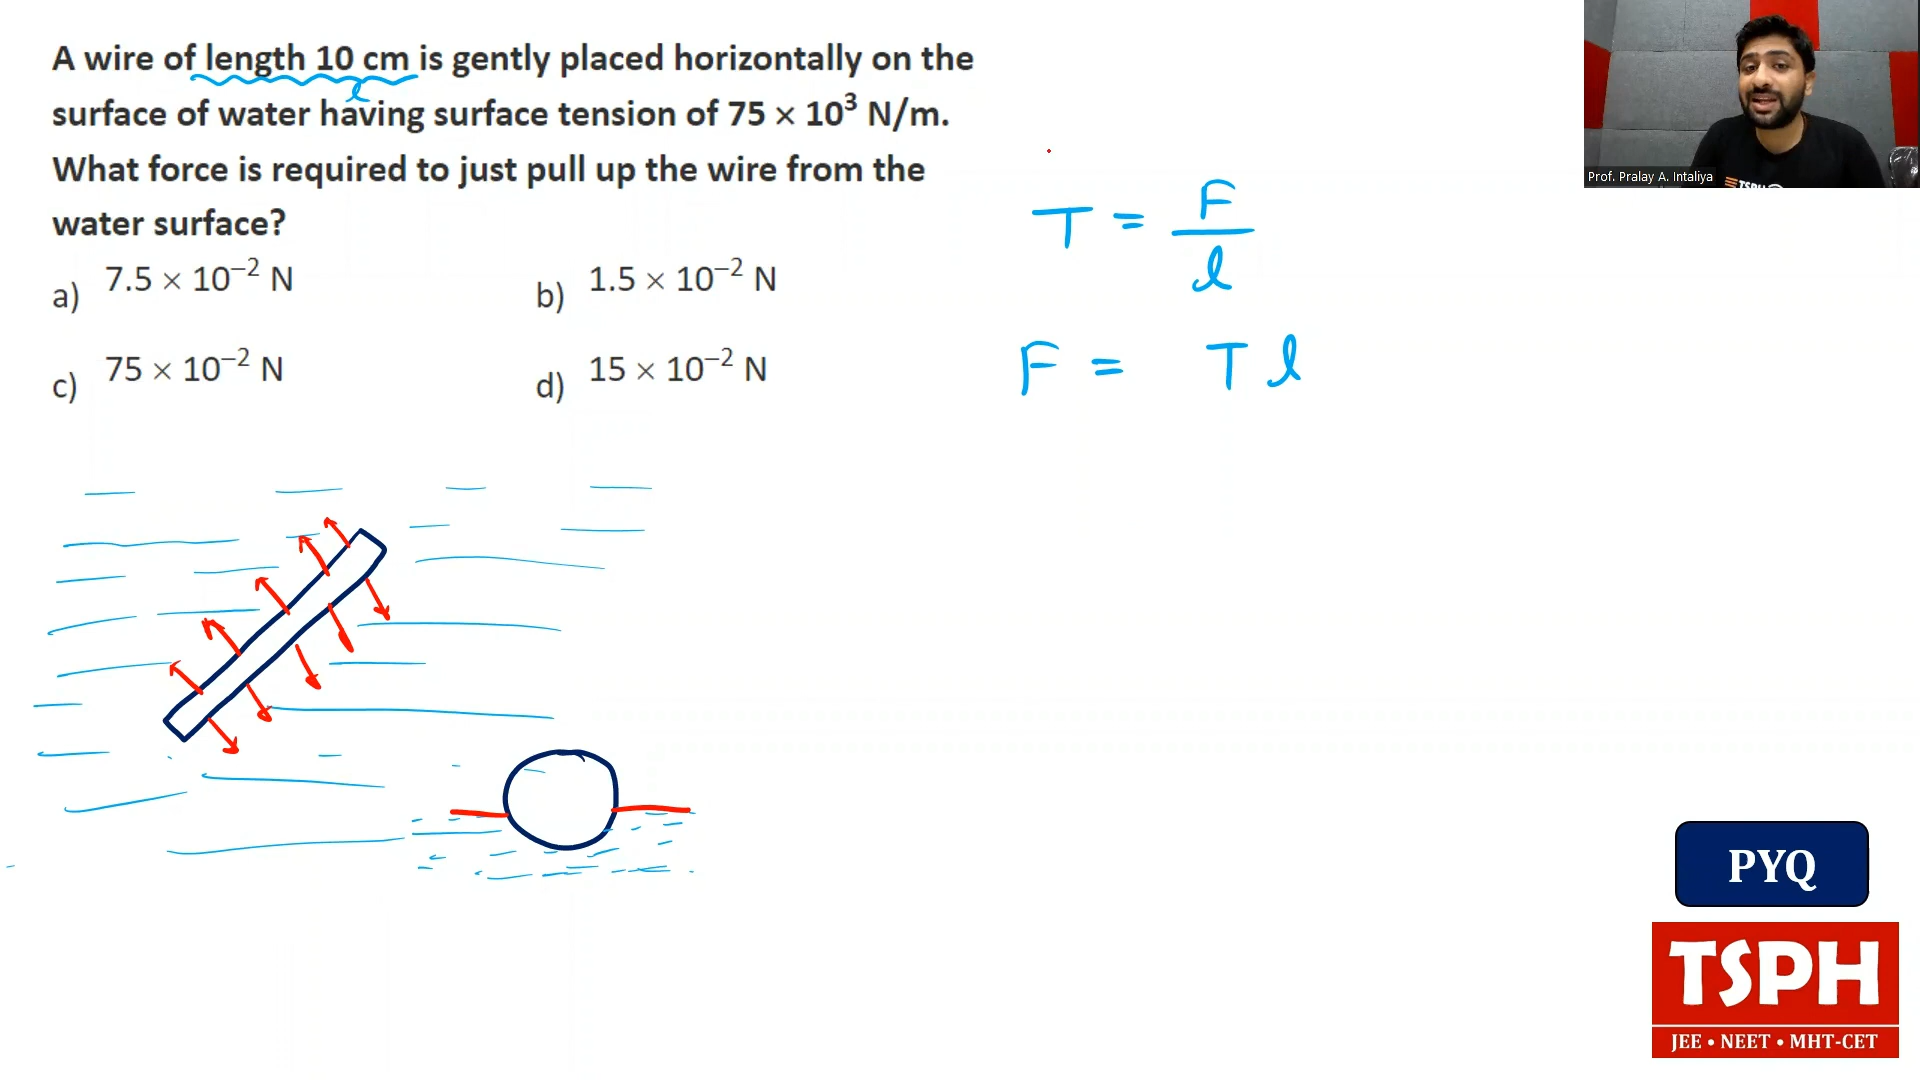 A wire of length 10 cm is gently placed horizontally on the
l
surface of water having surface tension of 75 × 10³ N/m.
What force is required to just pull up the wire from the
water surface?
a) 7.5 × 10⁻² N
b) 1.5 × 10⁻² N
c) 75 × 10⁻² N
d) 15 × 10⁻² N
T = F/l
F = T l
Prof. Pralay A. Intaliya
PYQ
TSPH
JEE • NEET • MHT-CET